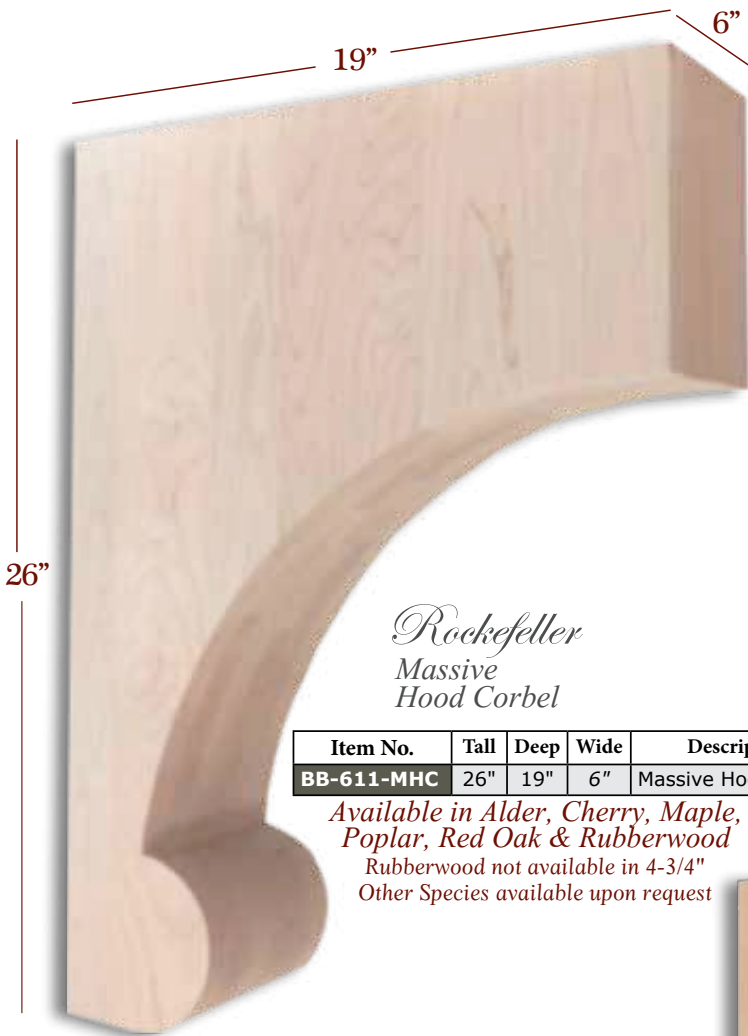 6”
19”
26”
Rockefeller
Massive
Hood Corbel
Item No. Tall Deep Wide
BB-611-MHC 26" 19" 6” Massive
Available in Alder, Cherry, Maple,
Poplar, Red Oak & Rubberwood
Rubberwood not available in 4-3/4"
Other Species available upon request